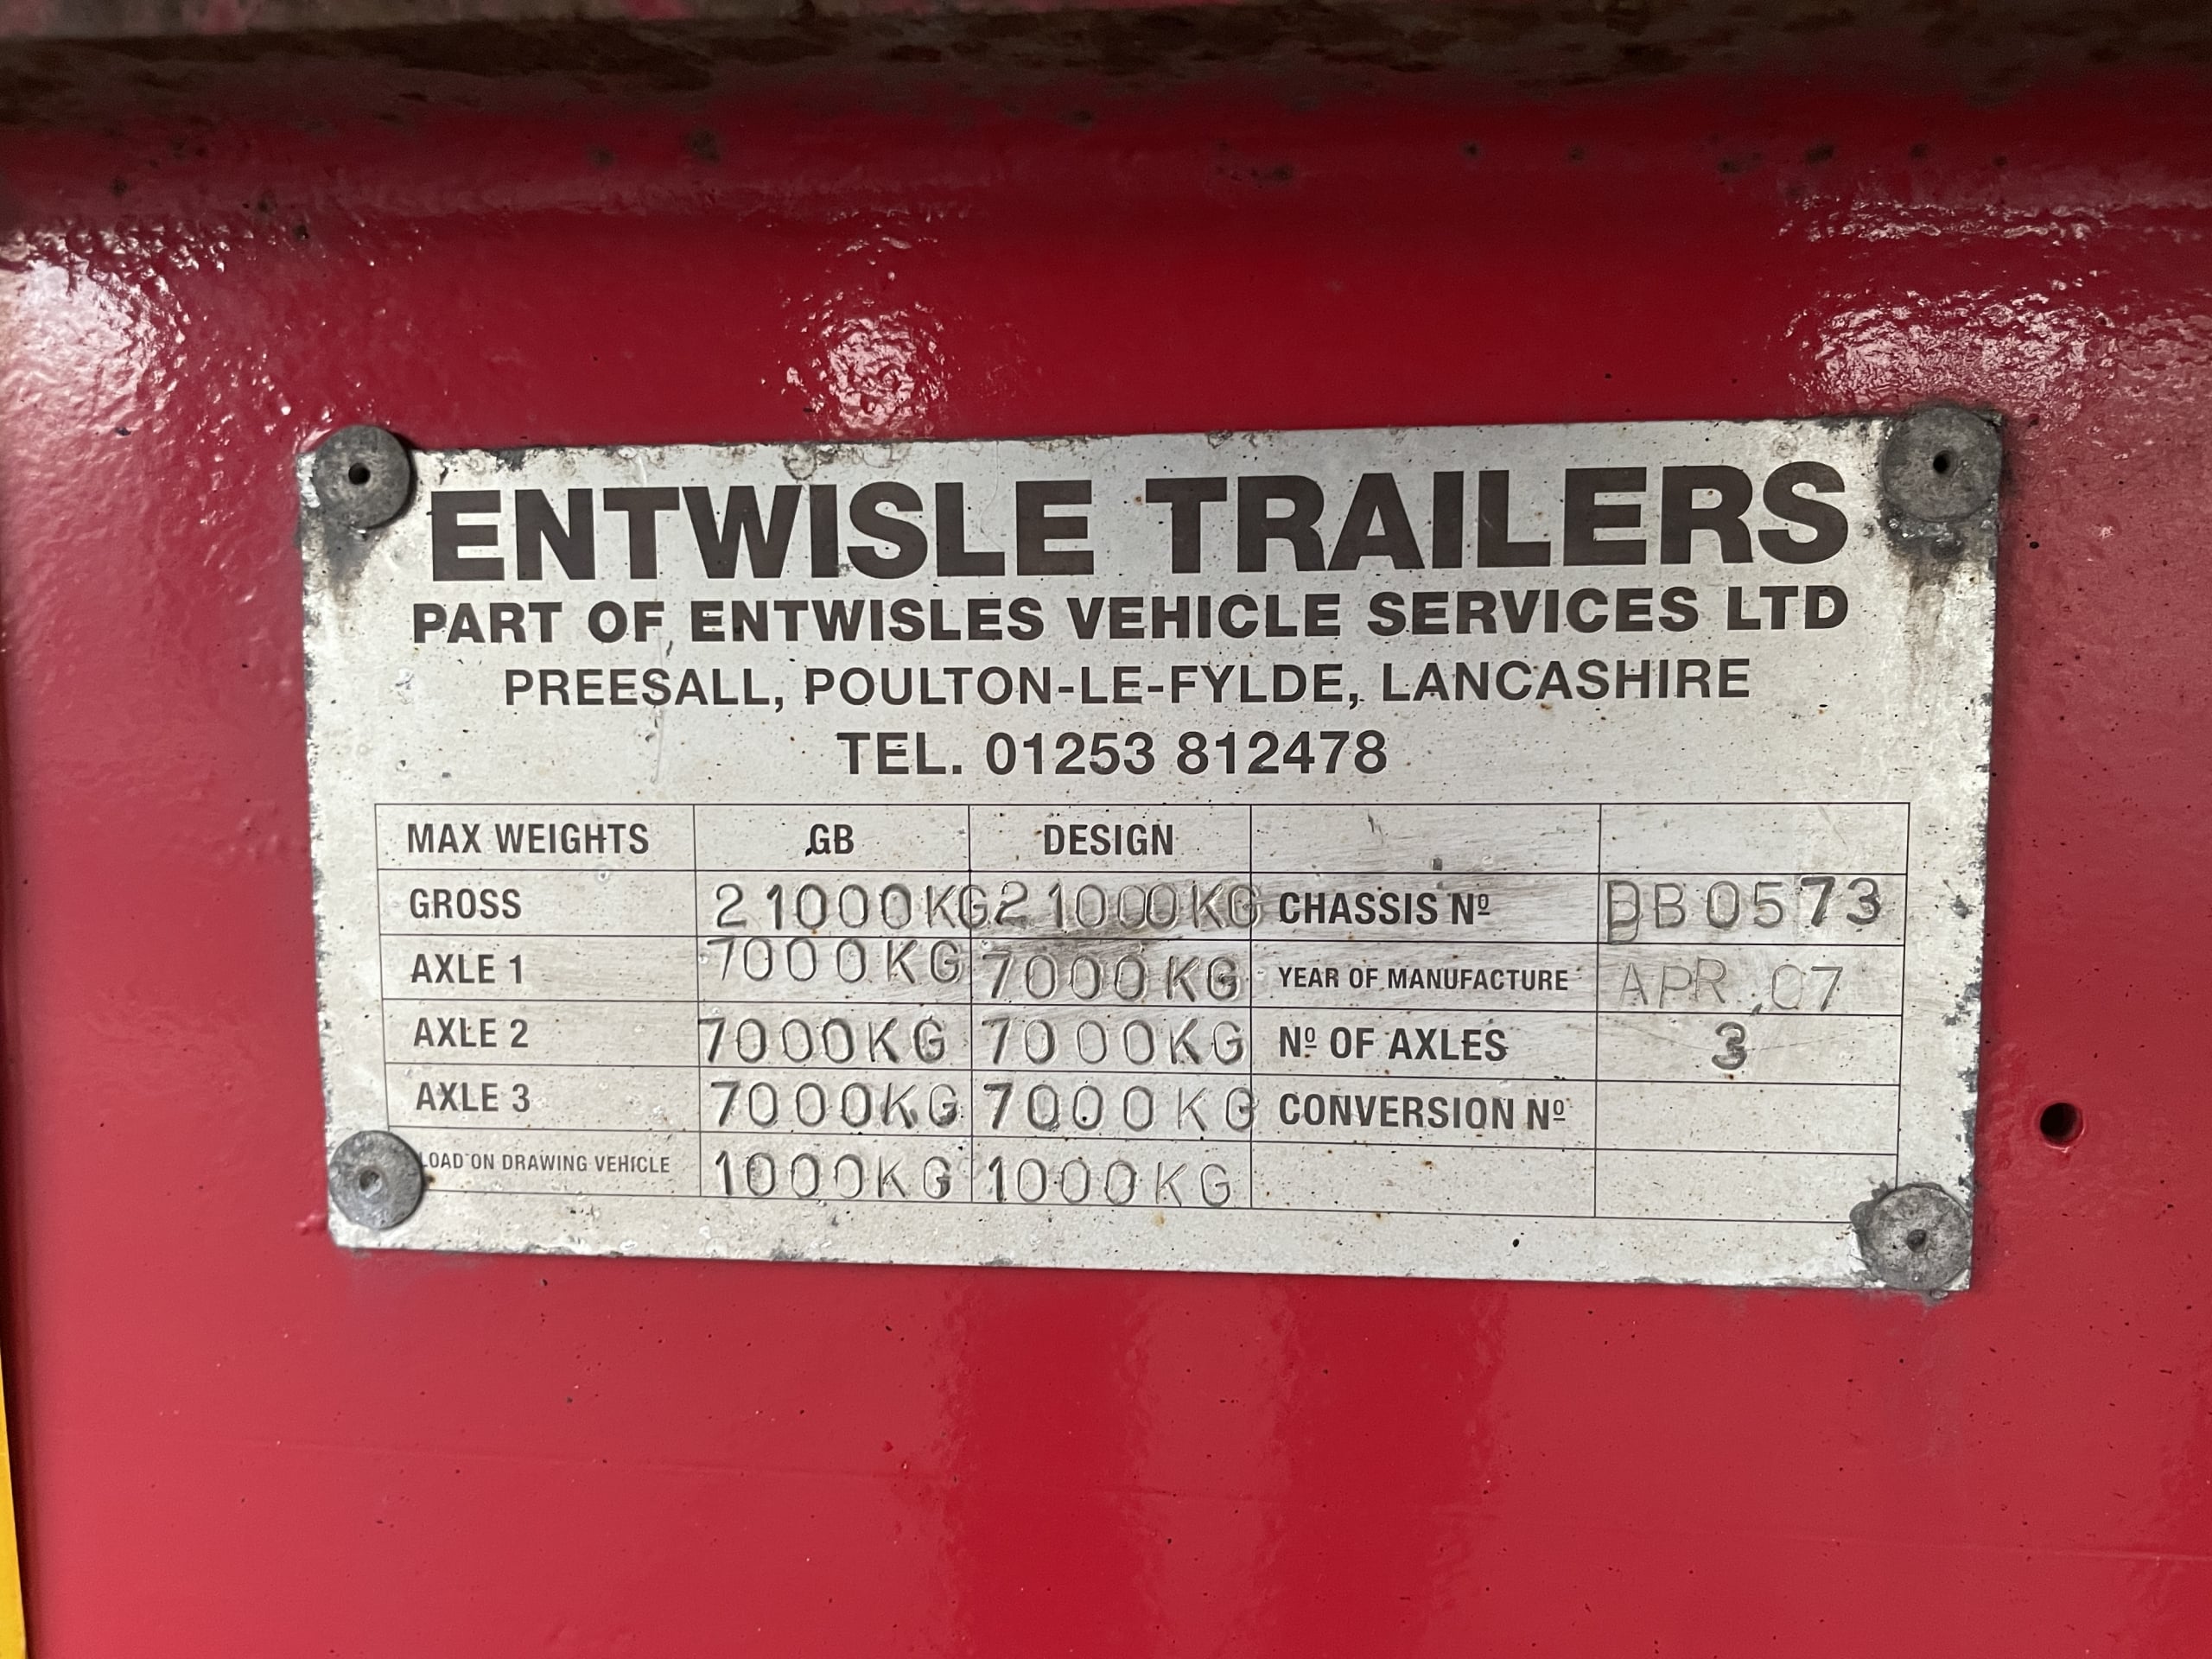 ENTWISLE TRAILERS
PART OF ENTWISLES VEHICLE SERVICES LTD
PREESALL, POULTON-LE-FYLDE, LANCASHIRE
TEL. 01253 812478
MAX WEIGHTS GB DESIGN
GROSS 21000KG 21000KG CHASSIS Nº DB0573
AXLE 1 7000KG 7000KG YEAR OF MANUFACTURE APR.07
AXLE 2 7000KG 7000KG Nº OF AXLES 3
AXLE 3 7000KG 7000KG CONVERSION Nº
LOAD ON DRAWING VEHICLE 1000KG 1000KG